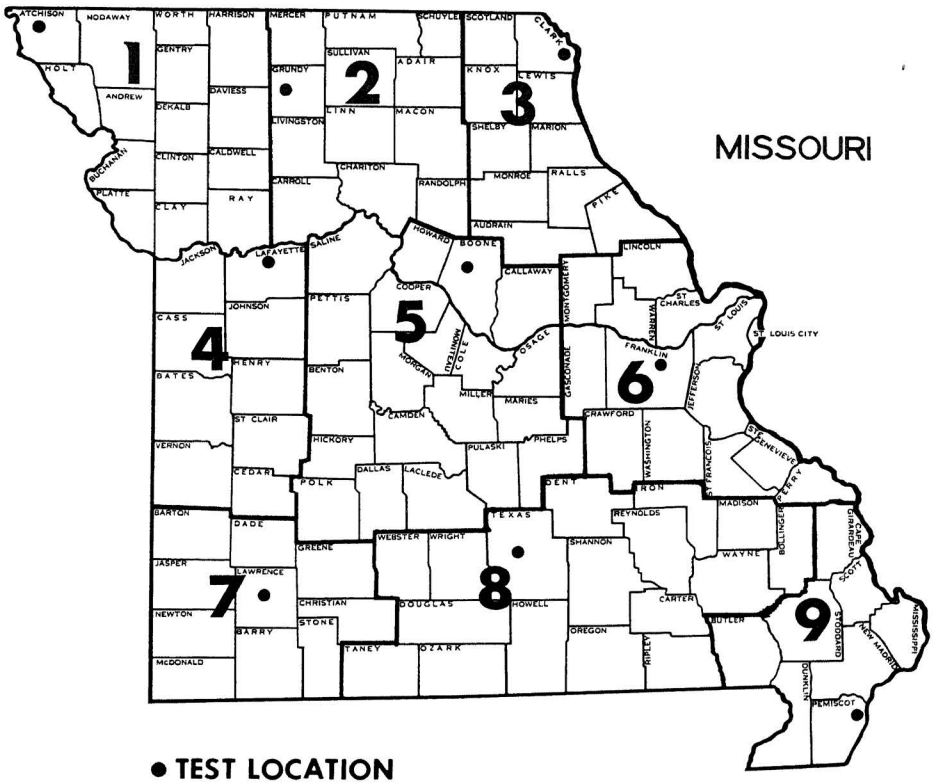 ATCHISON NODAWAY WORTH HARRISON MERCER PUTNAM SCHUYLE SCOTLAND CLARK
GENTRY SULLIVAN ADAIR
HOLT 1 GRUNDY 2 KNOX LEWIS
ANDREW DEKALB DAVIESS LINN MACON 3
LIVINGSTON SHELBY MARION
MISSOURI
BUCHANAN CLINTON CALDWELL CHARITON MONROE RALLS
PLATTE CLAY RAY CARROLL RANDOLPH PIKE
AUDRAIN
JACKSON LAFAYETTE SALINE HOWARD BOONE LINCOLN
CALLAWAY MONTGOMERY
JOHNSON PETTIS COOPER WARREN ST CHARLES ST LOUIS
CASS 5 ST LOUIS CITY
4 HENRY MORGAN MONITEAU COLE OSAGE GASCONADE FRANKLIN
BATES BENTON MILLER MARIES 6 JEFFERSON
ST CLAIR CAMDEN CRAWFORD
VERNON HICKORY PULASKI PHELPS WASHINGTON ST FRANCOIS STE GENEVIEVE
CEDAR POLK DALLAS LACLEDE DENT IRON PERRY
BARTON DADE TEXAS REYNOLDS MADISON BOLLINGER CAPE GIRARDEAU
GREENE WEBSTER WRIGHT SHANNON WAYNE
JASPER LAWRENCE SCOTT
7 8
NEWTON CHRISTIAN DOUGLAS HOWELL CARTER 9 MISSISSIPPI
BARRY STONE OREGON RIPLEY BUTLER STODDARD NEW MADRID
McDONALD TANEY OZARK DUNKLIN
PEMISCOT
● TEST LOCATION